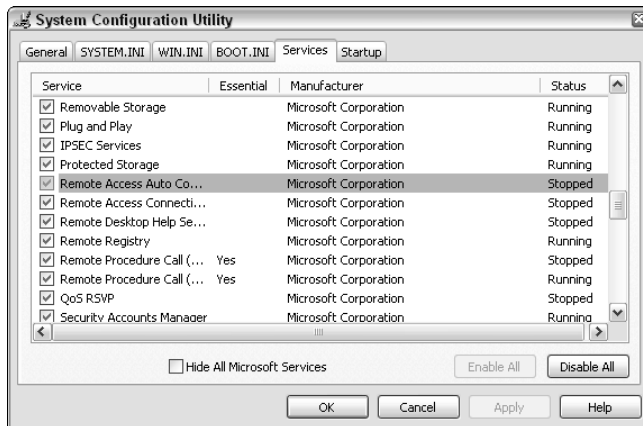 System Configuration Utility
General SYSTEM.INI WIN.INI BOOT.INI Services Startup
Service Essential Manufacturer Status
Removable Storage Microsoft Corporation Running
Plug and Play Microsoft Corporation Running
IPSEC Services Microsoft Corporation Running
Protected Storage Microsoft Corporation Running
Remote Access Auto Co... Microsoft Corporation Stopped
Remote Access Connecti... Microsoft Corporation Stopped
Remote Desktop Help Se... Microsoft Corporation Stopped
Remote Registry Microsoft Corporation Running
Remote Procedure Call (... Yes Microsoft Corporation Stopped
Remote Procedure Call (... Yes Microsoft Corporation Running
QoS RSVP Microsoft Corporation Stopped
Security Accounts Manager Microsoft Corporation Running
Hide All Microsoft Services Enable All Disable All
OK Cancel Apply Help